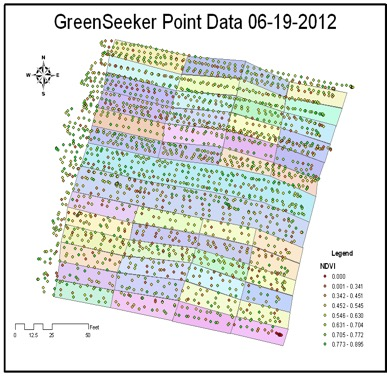 GreenSeeker Point Data 06-19-2012
N
W E
S
Legend
NDVI
0.000
0.001 - 0.341
0.342 - 0.451
0.452 - 0.545
0.546 - 0.630
0.631 - 0.704
0.705 - 0.772
0.773 - 0.895
Feet
0 12.5 25 50